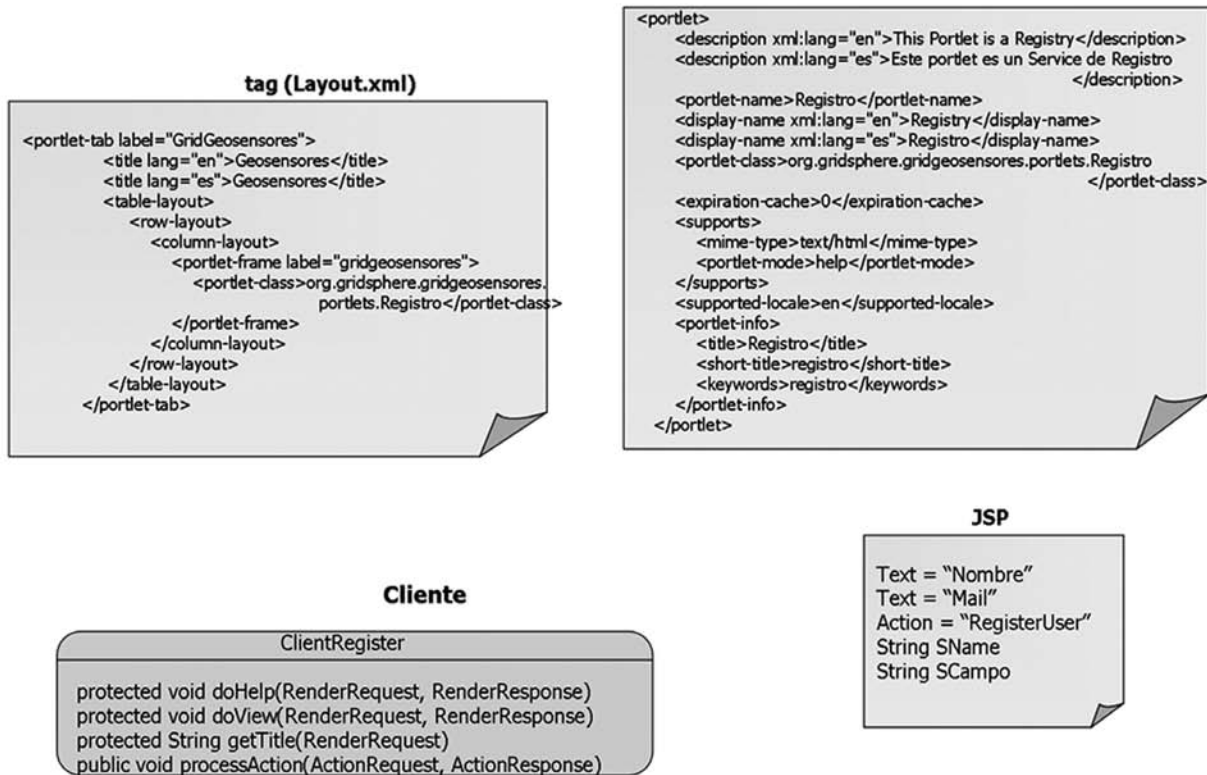 tag (Layout.xml)
<portlet-tab label="GridGeosensores">
<title lang="en">Geosensores</title>
<title lang="es">Geosensores</title>
<table-layout>
<row-layout>
<column-layout>
<portlet-frame label="gridgeosensores">
<portlet-class>org.gridsphere.gridgeosensores.
portlets.Registro</portlet-class>
</portlet-frame>
</column-layout>
</row-layout>
</table-layout>
</portlet-tab>
<portlet>
<description xml:lang="en">This Portlet is a Registry</description>
<description xml:lang="es">Este portlet es un Service de Registro
</description>
<portlet-name>Registro</portlet-name>
<display-name xml:lang="en">Registry</display-name>
<display-name xml:lang="es">Registro</display-name>
<portlet-class>org.gridsphere.gridgeosensores.portlets.Registro
</portlet-class>
<expiration-cache>0</expiration-cache>
<supports>
<mime-type>text/html</mime-type>
<portlet-mode>help</portlet-mode>
</supports>
<supported-locale>en</supported-locale>
<portlet-info>
<title>Registro</title>
<short-title>registro</short-title>
<keywords>registro</keywords>
</portlet-info>
</portlet>
Cliente
ClientRegister
protected void doHelp(RenderRequest, RenderResponse)
protected void doView(RenderRequest, RenderResponse)
protected String getTitle(RenderRequest)
public void processAction(ActionRequest, ActionResponse)
JSP
Text = “Nombre”
Text = “Mail”
Action = “RegisterUser”
String SName
String SCampo